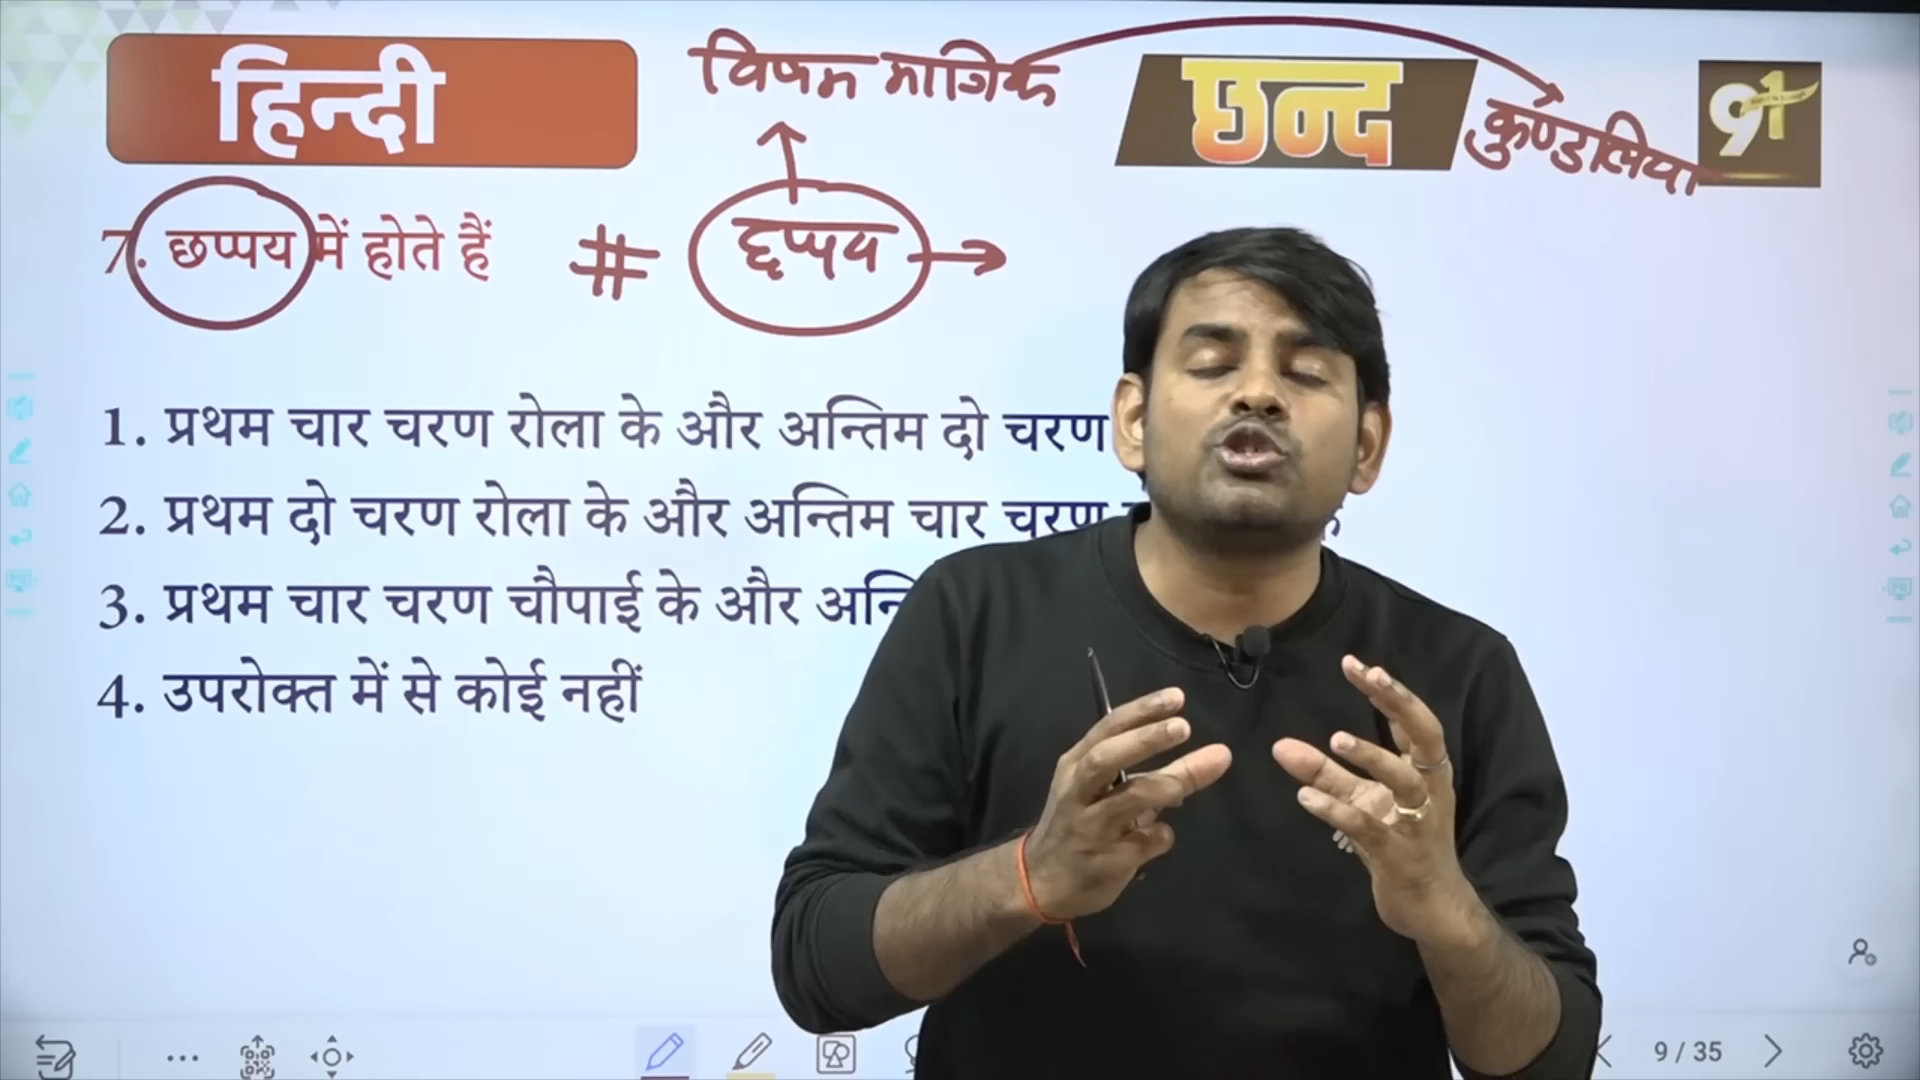 हिन्दी
विषम मात्रिक
छन्द
कुण्डलिया
91
7. छप्पय में होते हैं
# छप्पय →
1. प्रथम चार चरण रोला के और अन्तिम दो चरण
2. प्रथम दो चरण रोला के और अन्तिम चार चरण
3. प्रथम चार चरण चौपाई के और
4. उपरोक्त में से कोई नहीं
9 / 35